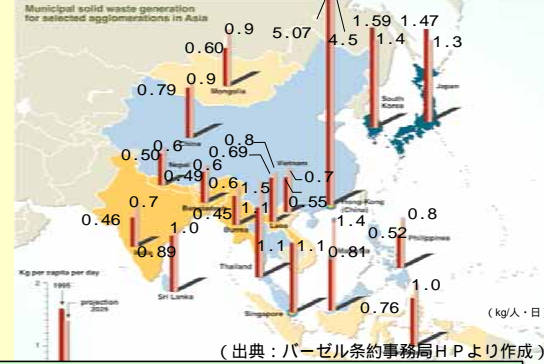 Municipal solid waste generation
for selected agglomerations in Asia
0.9
0.60
5.07
4.5
1.59
1.4
1.47
1.3
0.9
0.79
Mongolia
Japan
South
Korea
China
0.50
0.6
Nepal
0.49
0.6
0.8
0.69
Vietnam
0.7
0.55
Hong-Kong
(China)
0.7
0.46
0.89
1.0
Sri Lanka
0.6
0.45
Burma
1.5
1.1
Laos
Thailand
1.1
1.1
Singapore
1.4
0.81
0.52
0.8
Philippines
0.76
1.0
Kg per capita per day
2
1995
projection
2025
1
(kg/人・日
(出典:バーゼル条約事務局HPより作成)